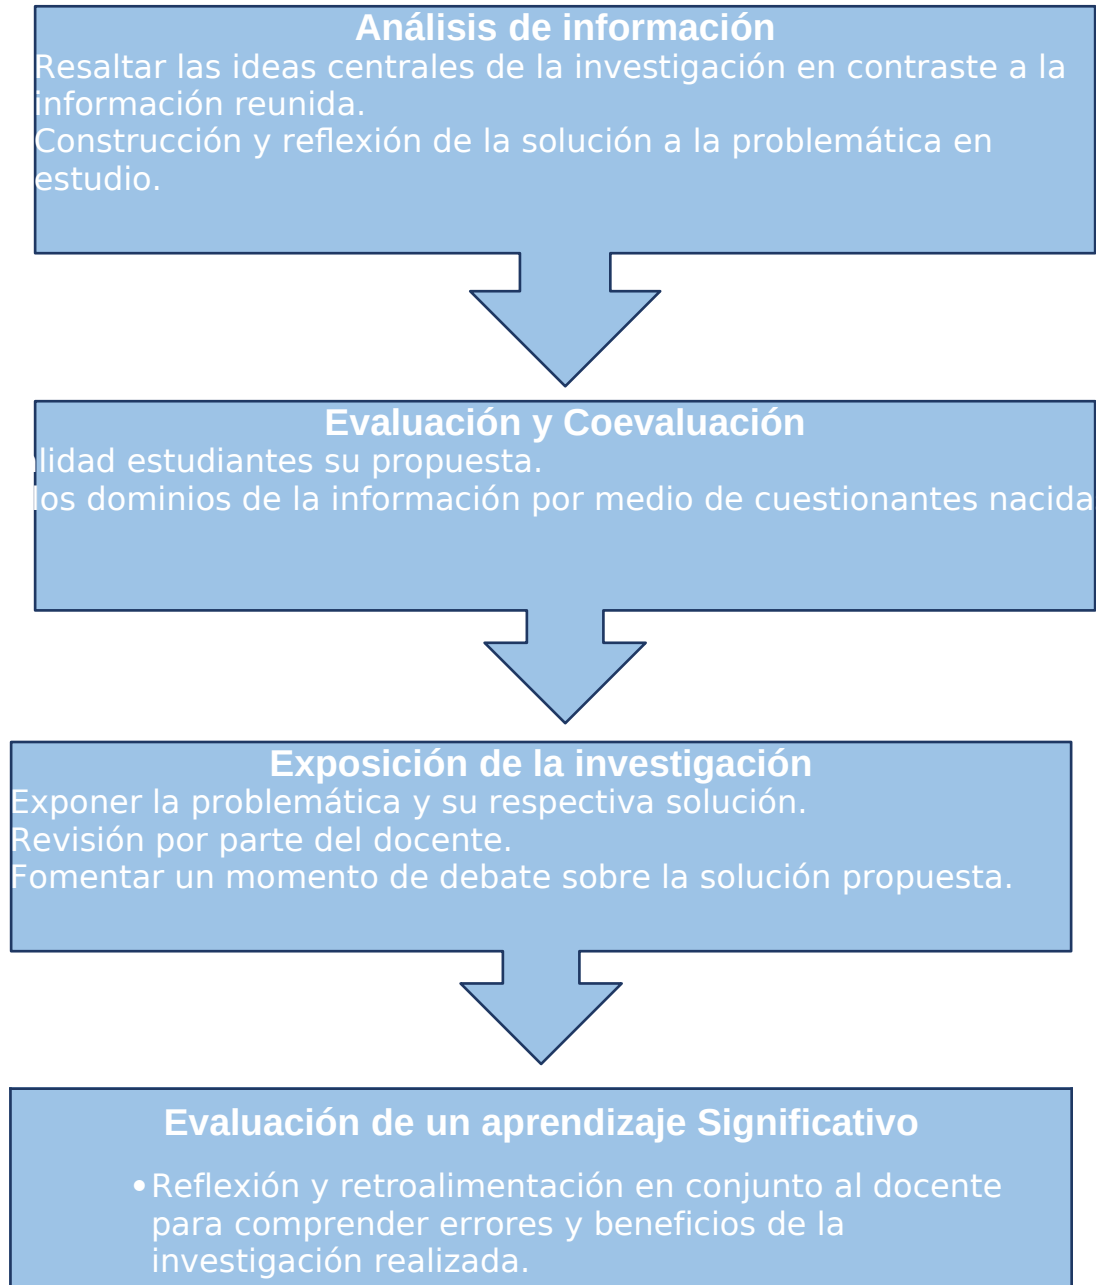 Análisis de información
Resaltar las ideas centrales de la investigación en contraste a la
información reunida.
Construcción y reflexión de la solución a la problemática en
estudio.
Evaluación y Coevaluación
lidad estudiantes su propuesta.
los dominios de la información por medio de cuestionantes nacida
Exposición de la investigación
Exponer la problemática y su respectiva solución.
Revisión por parte del docente.
Fomentar un momento de debate sobre la solución propuesta.
Evaluación de un aprendizaje Significativo
•Reflexión y retroalimentación en conjunto al docente
para comprender errores y beneficios de la
investigación realizada.